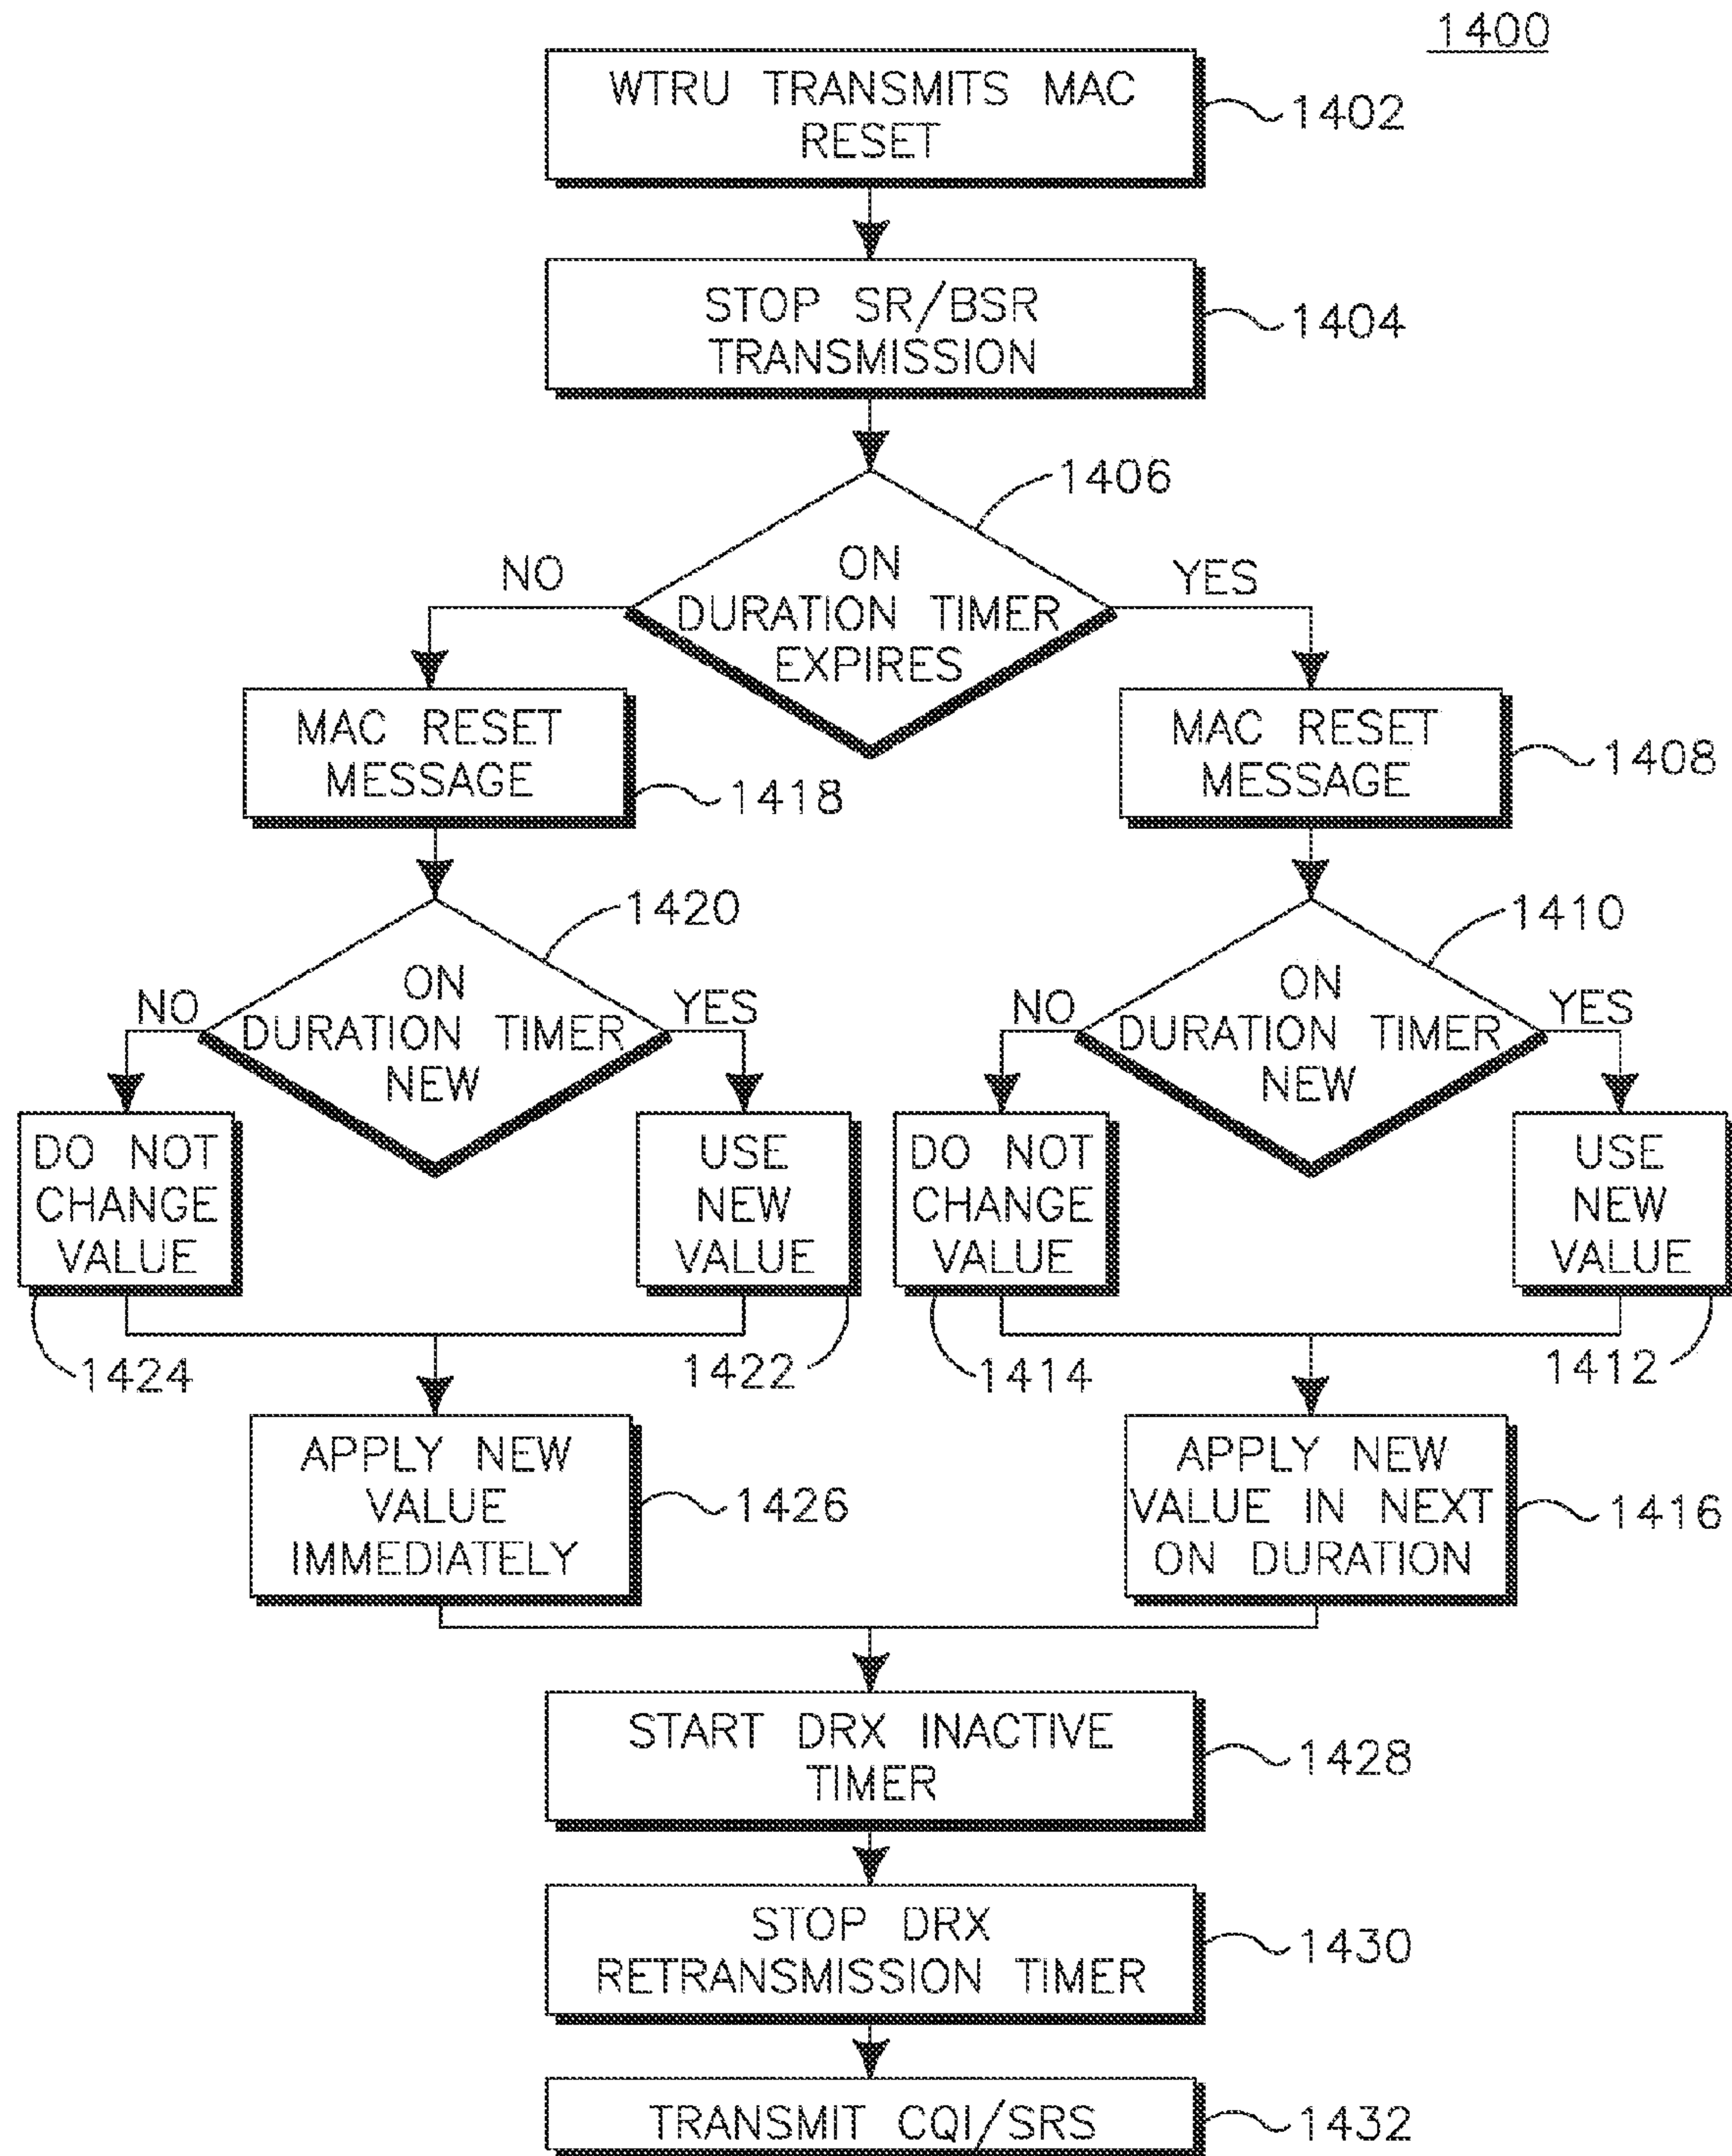 1400
WTRU TRANSMITS MAC
RESET
1402
STOP SR/BSR
TRANSMISSION
1404
1406
ON
DURATION TIMER
EXPIRES
NO
YES
MAC RESET
MESSAGE
1418
MAC RESET
MESSAGE
1408
1420
ON
DURATION TIMER
NEW
NO
YES
1410
ON
DURATION TIMER
NEW
NO
YES
DO NOT
CHANGE
VALUE
1424
USE
NEW
VALUE
1422
DO NOT
CHANGE
VALUE
1414
USE
NEW
VALUE
1412
APPLY NEW
VALUE
IMMEDIATELY
1426
APPLY NEW
VALUE IN NEXT
ON DURATION
1416
START DRX INACTIVE
TIMER
1428
STOP DRX
RETRANSMISSION TIMER
1430
TRANSMIT CQI/SRS
1432